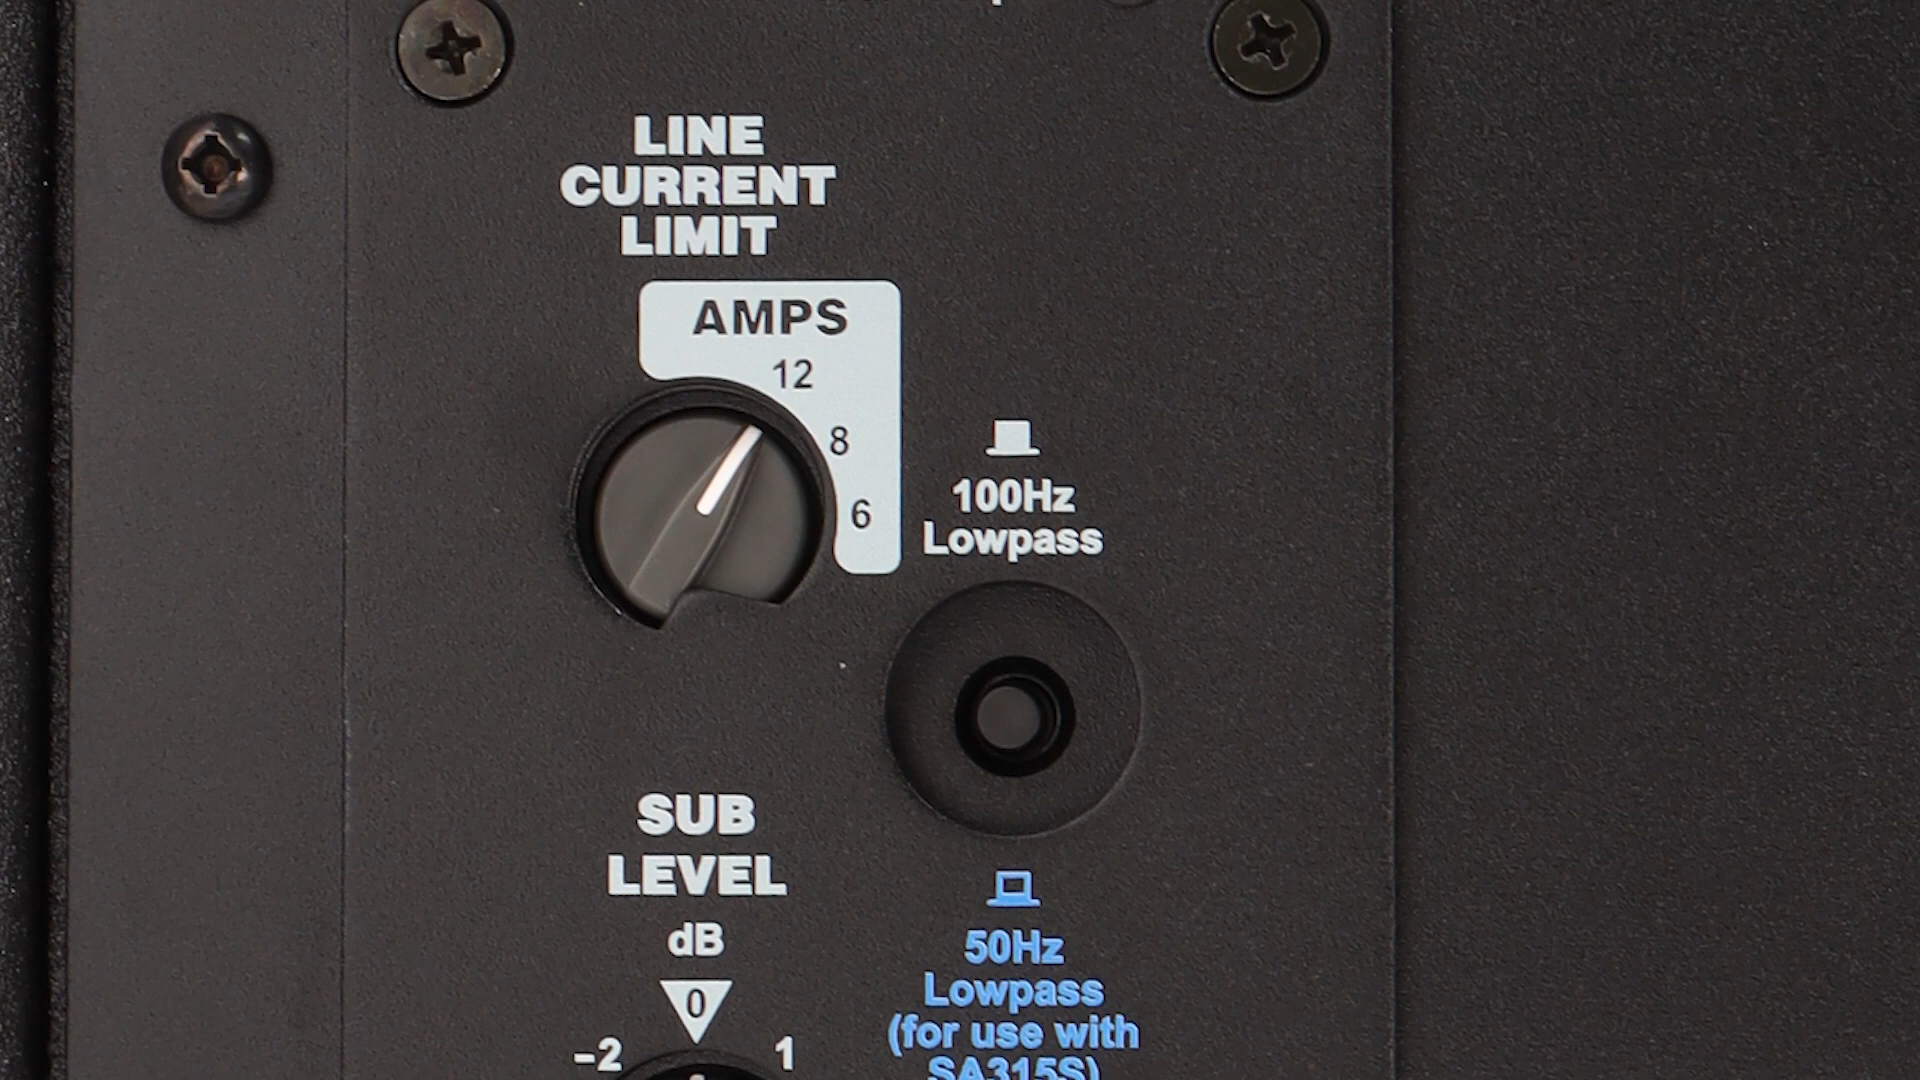 LINE
CURRENT
LIMIT
AMPS
12
8
6
100Hz
Lowpass
SUB
LEVEL
dB
0
-2
1
50Hz
Lowpass
(for use with
SA315S)